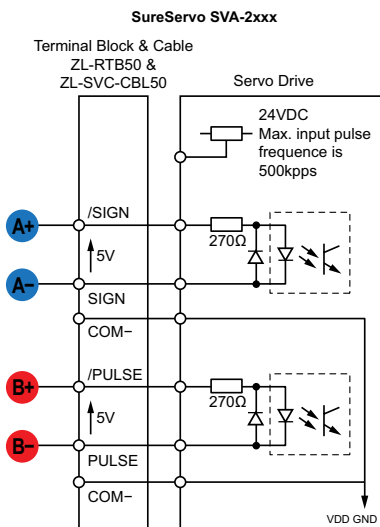 SureServo SVA-2xxx
Terminal Block & Cable
ZL-RTB50 &
ZL-SVC-CBL50
Servo Drive
24VDC
Max. input pulse
frequence is
500kpps
A+
/SIGN
270Ω
5V
A−
SIGN
COM−
B+
/PULSE
270Ω
5V
B−
PULSE
COM−
VDD GND